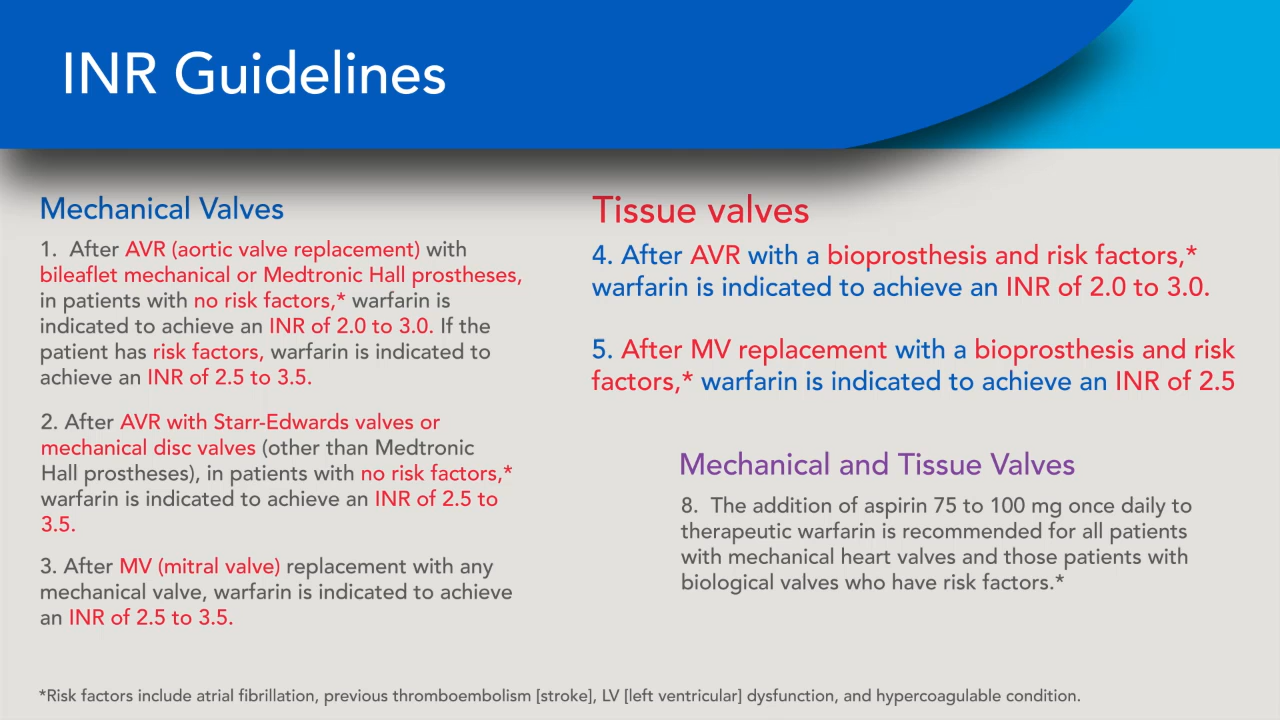 INR Guidelines
Mechanical Valves
1.  After AVR (aortic valve replacement) with
bileaflet mechanical or Medtronic Hall prostheses,
in patients with no risk factors,* warfarin is
indicated to achieve an INR of 2.0 to 3.0. If the
patient has risk factors, warfarin is indicated to
achieve an INR of 2.5 to 3.5.
2. After AVR with Starr-Edwards valves or
mechanical disc valves (other than Medtronic
Hall prostheses), in patients with no risk factors,*
warfarin is indicated to achieve an INR of 2.5 to
3.5.
3. After MV (mitral valve) replacement with any
mechanical valve, warfarin is indicated to achieve
an INR of 2.5 to 3.5.
Tissue valves
4. After AVR with a bioprosthesis and risk factors,*
warfarin is indicated to achieve an INR of 2.0 to 3.0.
5. After MV replacement with a bioprosthesis and risk
factors,* warfarin is indicated to achieve an INR of 2.5
Mechanical and Tissue Valves
8.  The addition of aspirin 75 to 100 mg once daily to
therapeutic warfarin is recommended for all patients
with mechanical heart valves and those patients with
biological valves who have risk factors.*
*Risk factors include atrial fibrillation, previous thromboembolism [stroke], LV [left ventricular] dysfunction, and hypercoagulable condition.